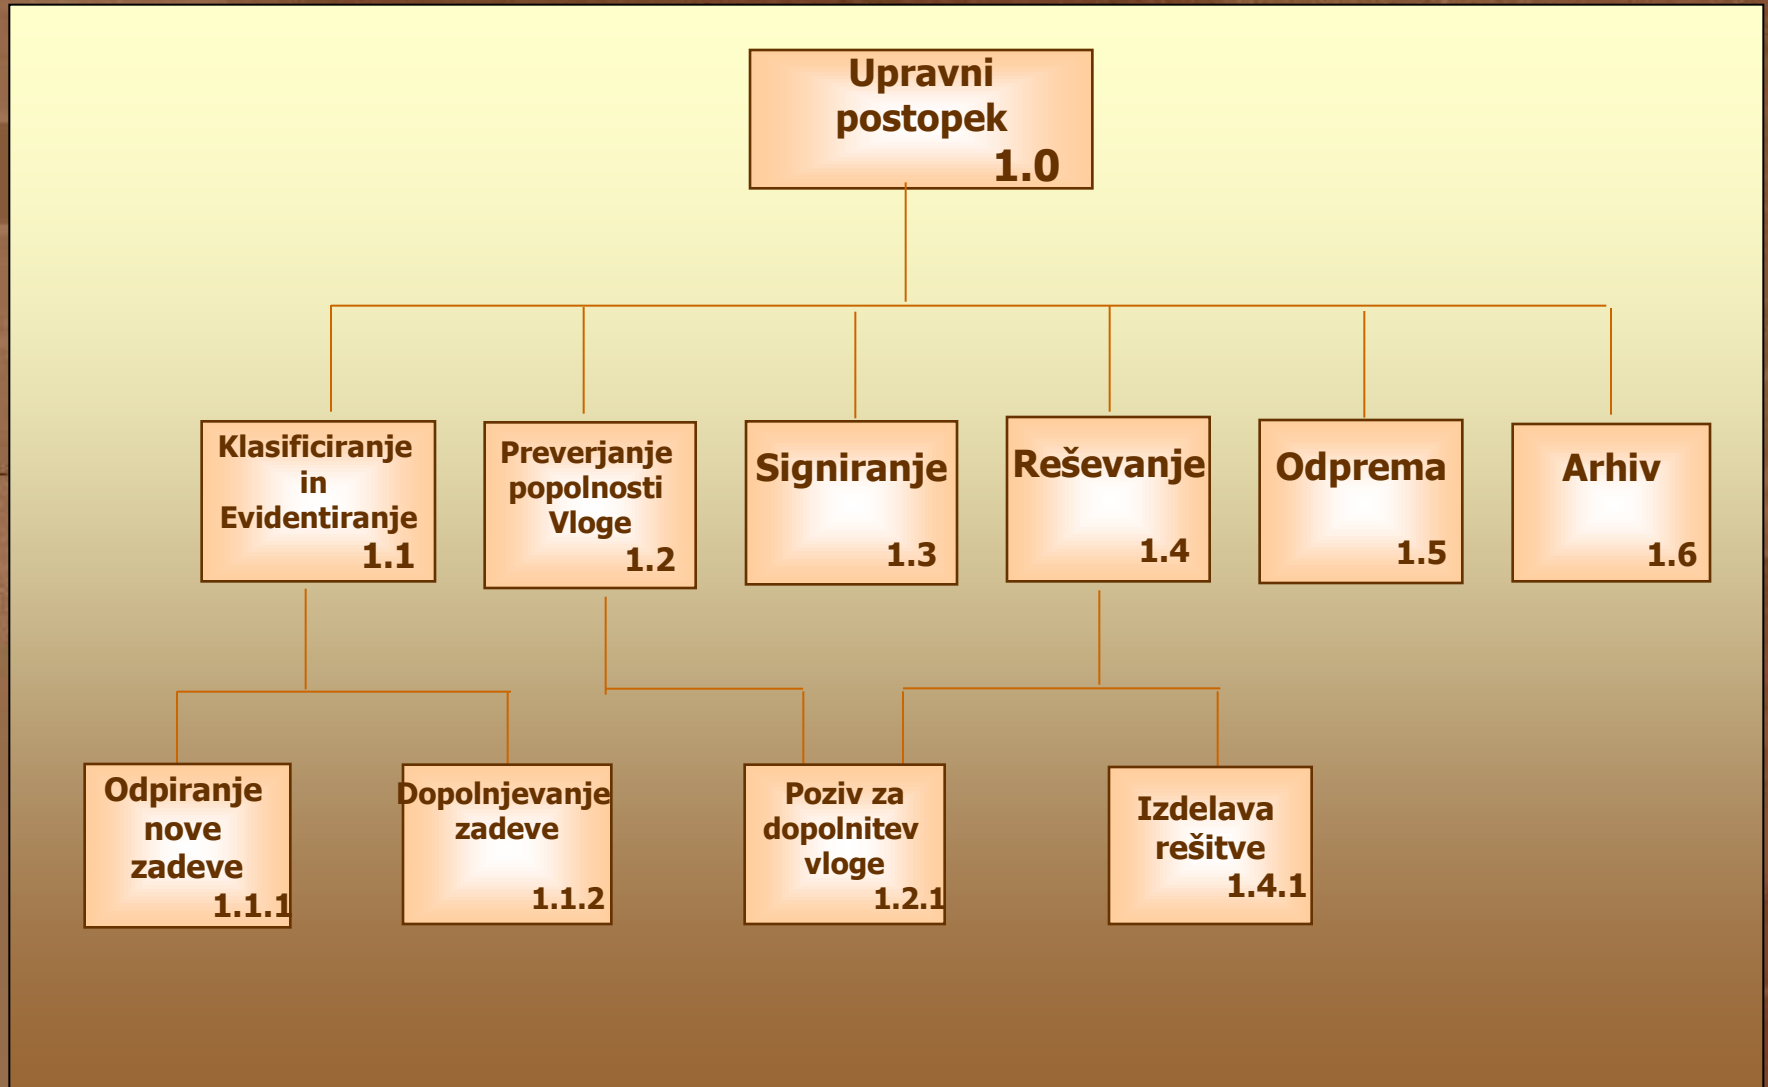 Upravni
postopek
1.0
Klasificiranje
in
Evidentiranje
1.1
Preverjanje
popolnosti
Vloge
1.2
Signiranje
1.3
Reševanje
1.4
Odprema
1.5
Arhiv
1.6
Odpiranje
nove
zadeve
1.1.1
Dopolnjevanje
zadeve
1.1.2
Poziv za
dopolnitev
vloge
1.2.1
Izdelava
rešitve
1.4.1